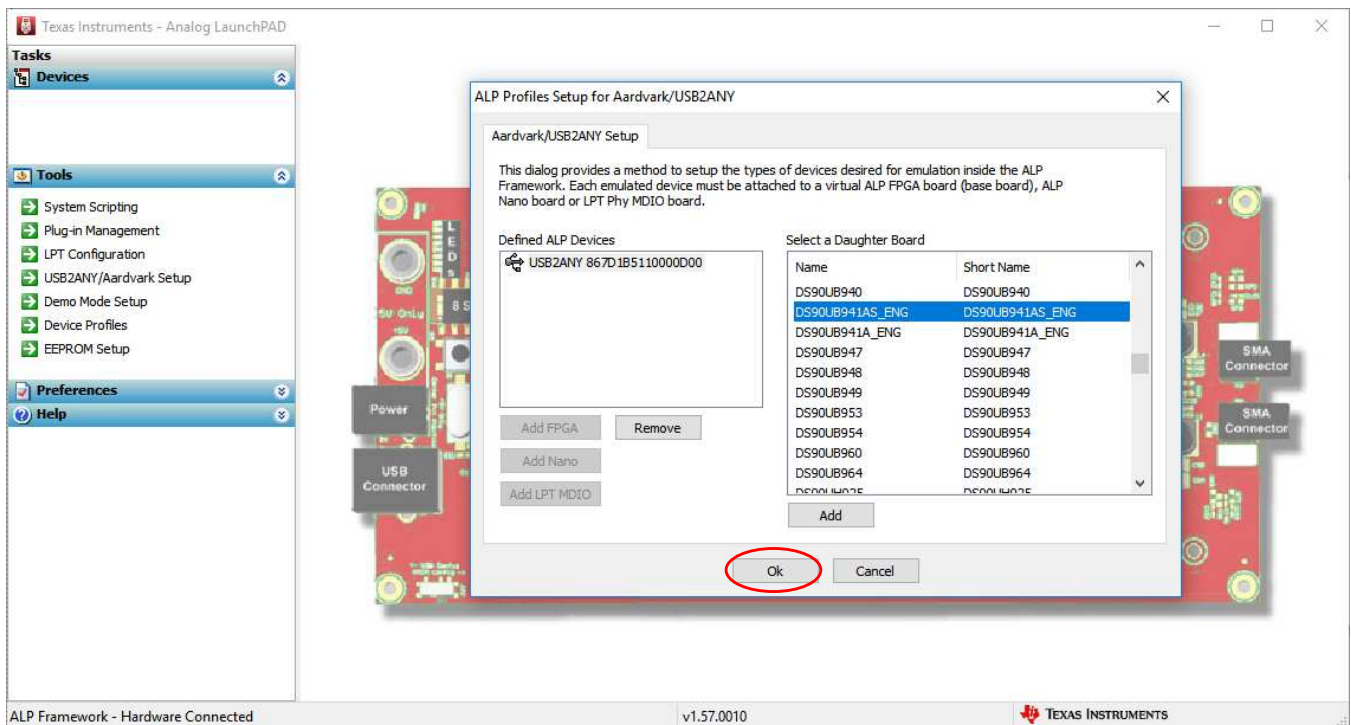 Texas Instruments - Analog LaunchPAD
Tasks
Devices
Tools
System Scripting
Plug-in Management
LPT Configuration
USB2ANY/Aardvark Setup
Demo Mode Setup
Device Profiles
EEPROM Setup
Preferences
Help
ALP Profiles Setup for Aardvark/USB2ANY
Aardvark/USB2ANY Setup
This dialog provides a method to setup the types of devices desired for emulation inside the ALP
Framework. Each emulated device must be attached to a virtual ALP FPGA board (base board), ALP
Nano board or LPT Phy MDIO board.
Defined ALP Devices
USB2ANY 867D1B5110000D00
Add FPGA
Remove
Add Nano
Add LPT MDIO
Select a Daughter Board
Name Short Name
DS90UB940 DS90UB940
DS90UB941AS_ENG DS90UB941AS_ENG
DS90UB941A_ENG DS90UB941A_ENG
DS90UB947 DS90UB947
DS90UB948 DS90UB948
DS90UB949 DS90UB949
DS90UB953 DS90UB953
DS90UB954 DS90UB954
DS90UB960 DS90UB960
DS90UB964 DS90UB964
Add
Ok
Cancel
LEDs
8 S
GND
5V Only
+5V
Power
USB
Connector
SMA
Connector
SMA
Connector
ALP Framework - Hardware Connected
v1.57.0010
TEXAS INSTRUMENTS